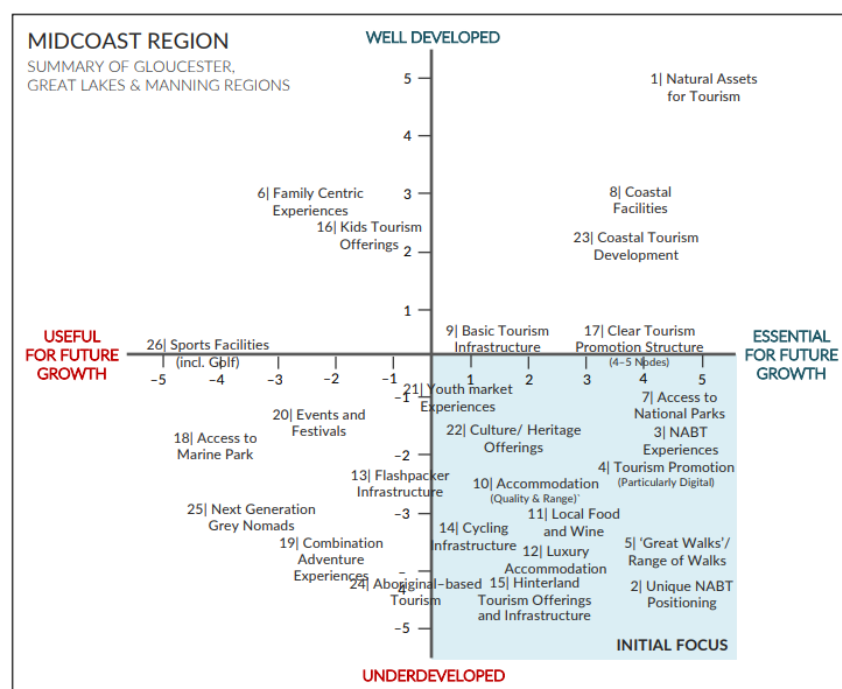 MIDCOAST REGION
SUMMARY OF GLOUCESTER,
GREAT LAKES & MANNING REGIONS
WELL DEVELOPED
5
1| Natural Assets
for Tourism
4
3
6| Family Centric
Experiences
8| Coastal
Facilities
16| Kids Tourism
Offerings
2
23| Coastal Tourism
Development
1
USEFUL
FOR FUTURE
GROWTH
26| Sports Facilities
(incl. Golf)
9| Basic Tourism
Infrastructure
17| Clear Tourism
Promotion Structure
(4–5 Nodes)
ESSENTIAL
FOR FUTURE
GROWTH
–5 –4 –3 –2 –1 1 2 3 4 5
–1
21| Youth market
Experiences
7| Access to
National Parks
20| Events and
Festivals
22| Culture/ Heritage
Offerings
3| NABT
Experiences
18| Access to
Marine Park
–2
4| Tourism Promotion
(Particularly Digital)
13| Flashpacker
Infrastructure
10| Accommodation
(Quality & Range)`
25| Next Generation
Grey Nomads
–3
11| Local Food
and Wine
14| Cycling
Infrastructure
5| ‘Great Walks’/
Range of Walks
19| Combination
Adventure
Experiences
12| Luxury
Accommodation
–
4
24| Aboriginal–based
Tourism
15| Hinterland
Tourism Offerings
and Infrastructure
2| Unique NABT
Positioning
–5
INITIAL FOCUS
UNDERDEVELOPED